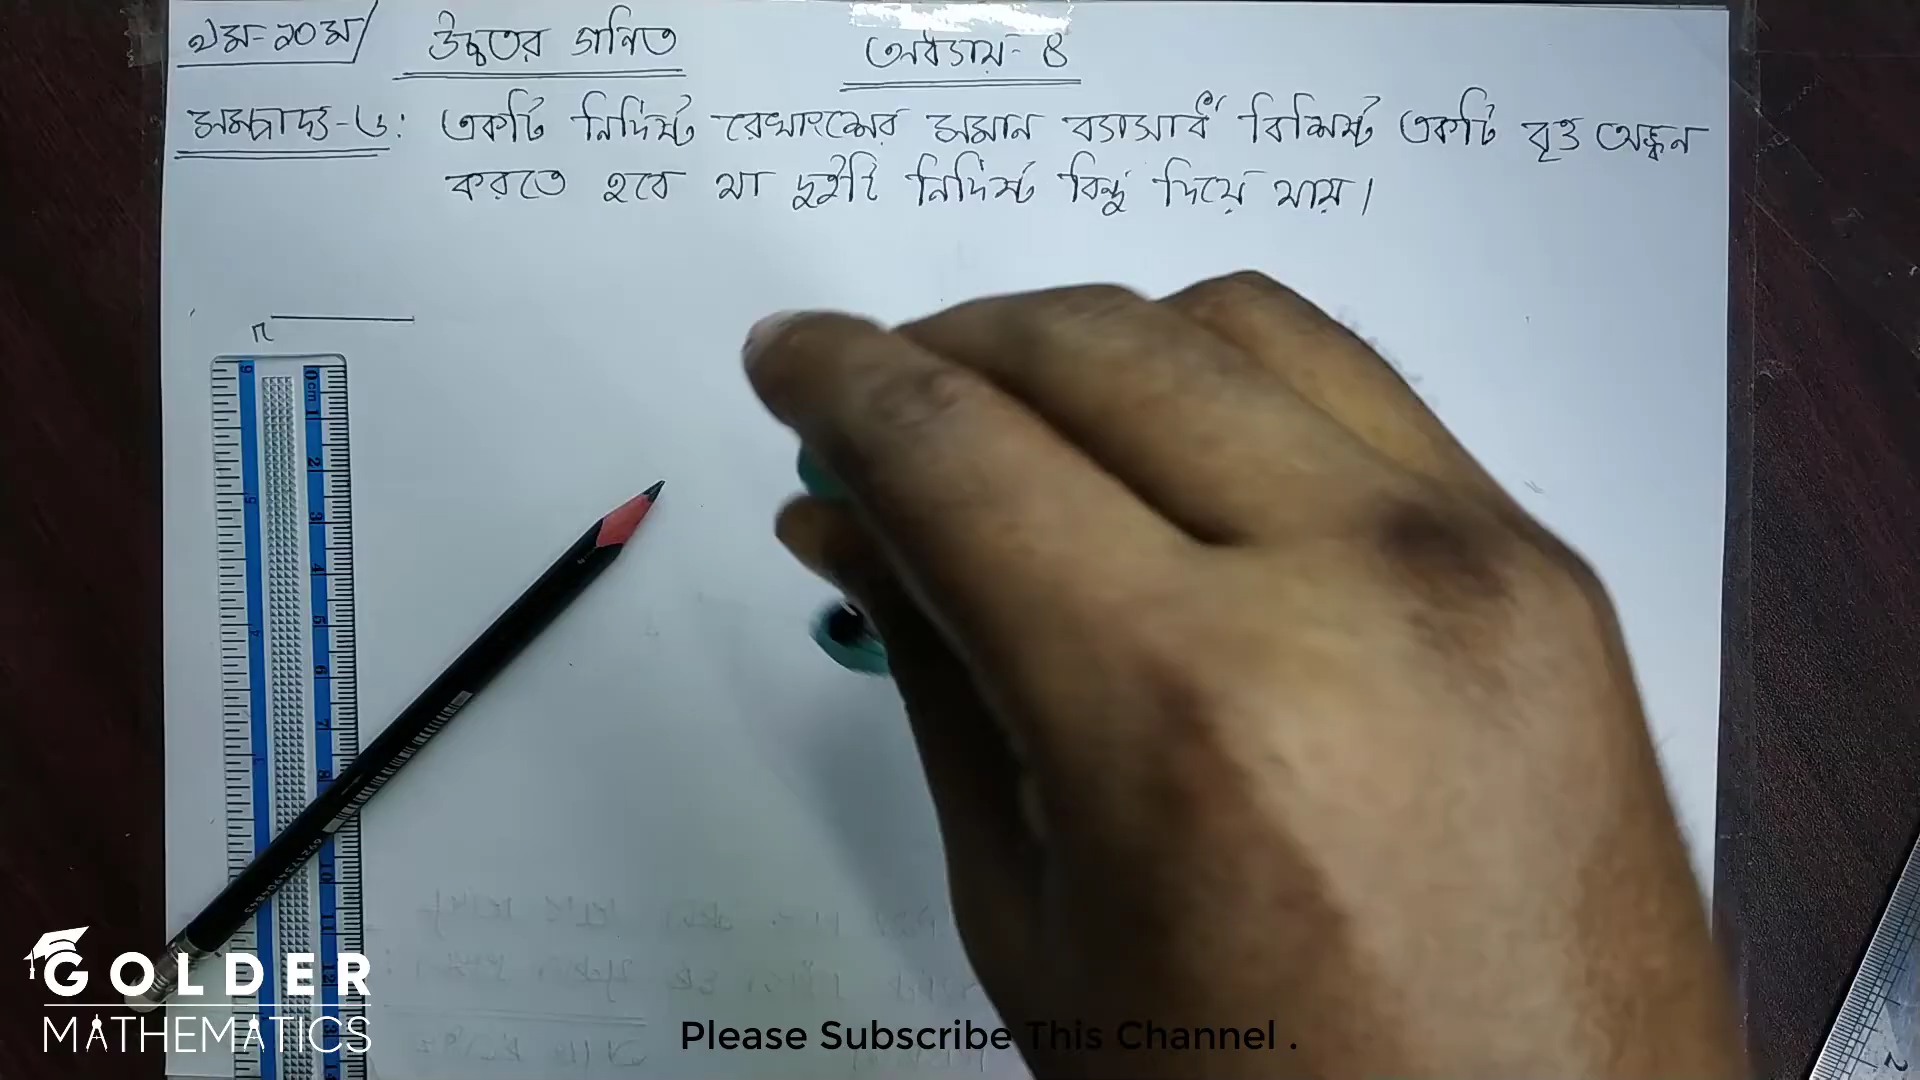 ৯ম-১০ম/ উচ্চতর গণিত অধ্যায়- ৪
সম্পাদ্য-৬: একটি নির্দিষ্ট রেখাংশের সমান ব্যাসার্ধ বিশিষ্ট একটি বৃত্ত অঙ্কন
করতে হবে যা দুইটি নির্দিষ্ট বিন্দু দিয়ে যায়।
r
GOLDER
MATHEMATICS
Please Subscribe This Channel .